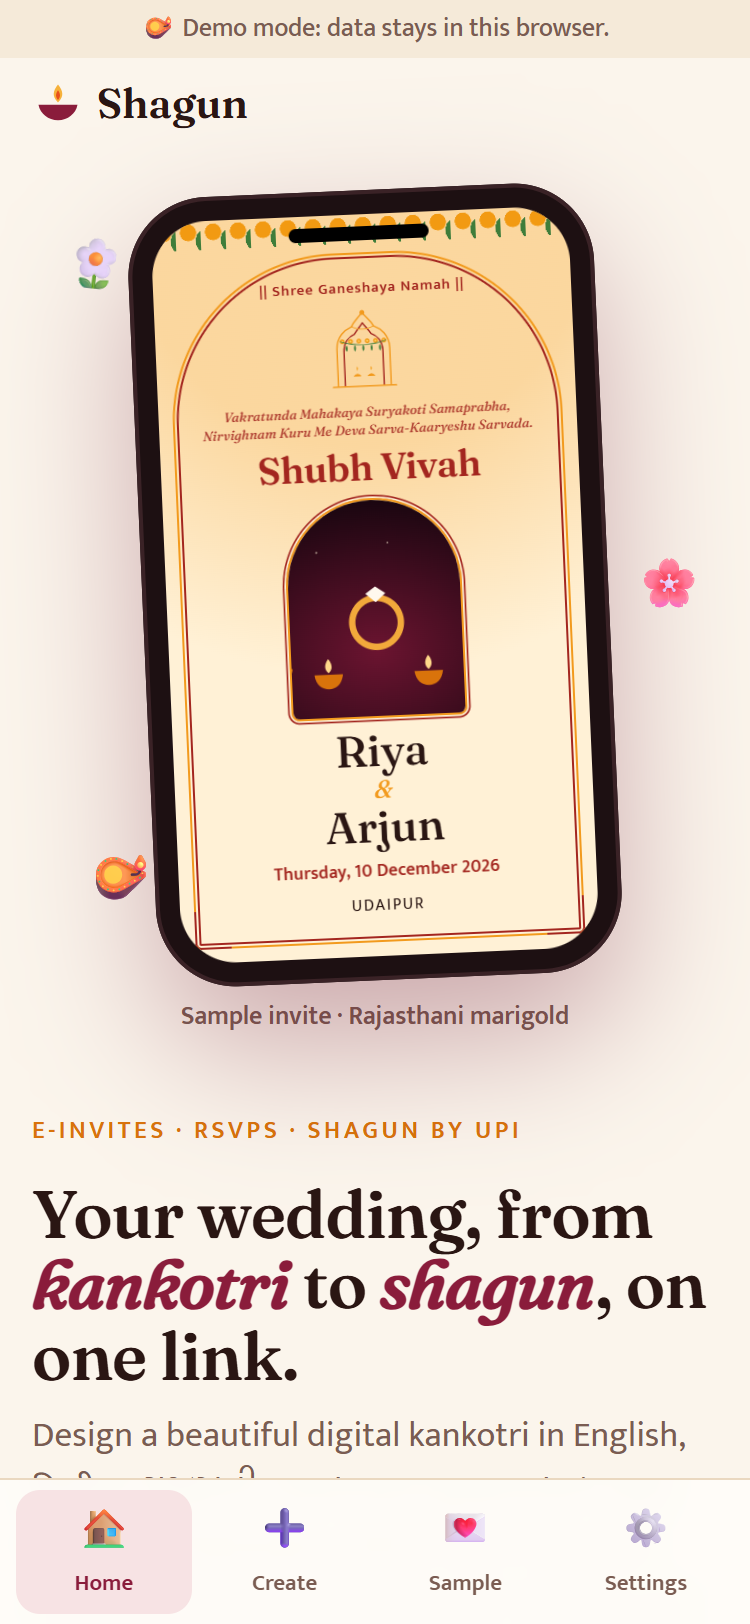 Demo mode: data stays in this browser.
Shagun
|| Shree Ganeshaya Namah ||
Vakratunda Mahakaya Suryakoti Samaprabha,
Nirvighnam Kuru Me Deva Sarva-Kaaryeshu Sarvada.
Shubh Vivah
Riya
&
Arjun
Thursday, 10 December 2026
UDAIPUR
Sample invite · Rajasthani marigold
E-INVITES · RSVPS · SHAGUN BY UPI
Your wedding, from
kankotri to shagun, on
one link.
Design a beautiful digital kankotri in English,
Home
Create
Sample
Settings